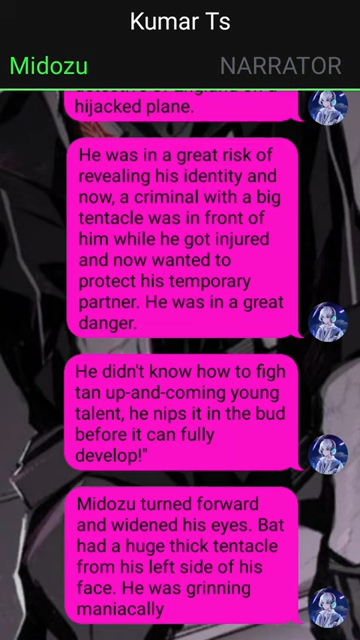 Kumar Ts
Midozu
NARRATOR
detective of England on a
hijacked plane.
He was in a great risk of
revealing his identity and
now, a criminal with a big
tentacle was in front of
him while he got injured
and now wanted to
protect his temporary
partner. He was in a great
danger.
He didn't know how to figh
tan up-and-coming young
talent, he nips it in the bud
before it can fully
develop!"
Midozu turned forward
and widened his eyes. Bat
had a huge thick tentacle
from his left side of his
face. He was grinning
maniacally